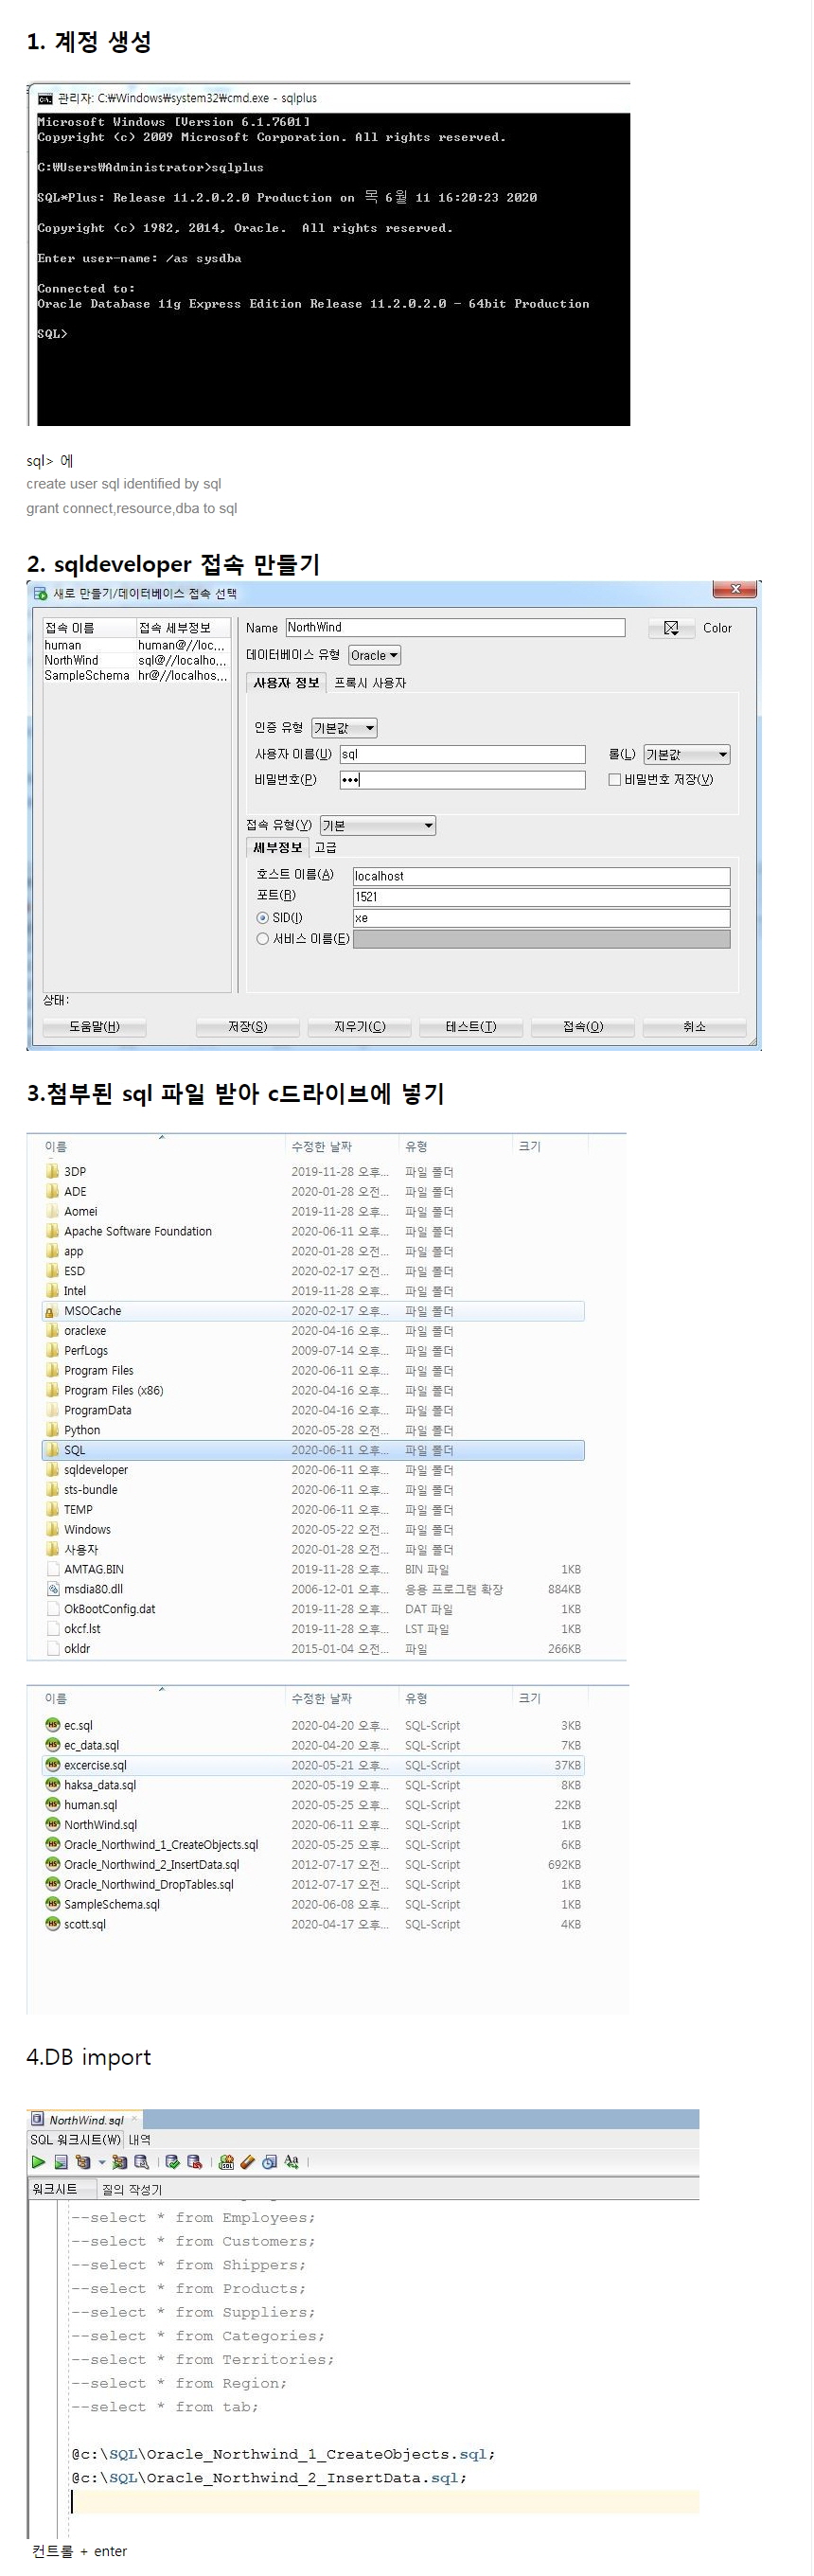 1. 계정 생성
관리자: C:₩Windows₩system32₩cmd.exe - sqlplus
Microsoft Windows [Version 6.1.7601]
Copyright (c) 2009 Microsoft Corporation. All rights reserved.
C:₩Users₩Administrator>sqlplus
SQL*Plus: Release 11.2.0.2.0 Production on 목 6월 11 16:20:23 2020
Copyright (c) 1982, 2014, Oracle.  All rights reserved.
Enter user-name: /as sysdba
Connected to:
Oracle Database 11g Express Edition Release 11.2.0.2.0 - 64bit Production
SQL>
sql> 에
create user sql identified by sql
grant connect,resource,dba to sql
2. sqldeveloper 접속 만들기
새로 만들기/데이터베이스 접속 선택
접속 이름 접속 세부정보
human human@//loc...
NorthWind sql@//localho...
SampleSchema hr@//localhos...
Name NorthWind Color
데이터베이스 유형 Oracle
사용자 정보 프록시 사용자
인증 유형 기본값
사용자 이름(U) sql 롤(L) 기본값
비밀번호(P) ••• 비밀번호 저장(V)
접속 유형(Y) 기본
세부정보 고급
호스트 이름(A) localhost
포트(R) 1521
SID(I) xe
서비스 이름(E)
상태:
도움말(H) 저장(S) 지우기(C) 테스트(T) 접속(O) 취소
3.첨부된 sql 파일 받아 c드라이브에 넣기
이름 수정한 날짜 유형 크기
3DP 2019-11-28 오후... 파일 폴더
ADE 2020-01-28 오전... 파일 폴더
Aomei 2019-11-28 오후... 파일 폴더
Apache Software Foundation 2020-06-11 오후... 파일 폴더
app 2020-01-28 오전... 파일 폴더
ESD 2020-02-17 오전... 파일 폴더
Intel 2019-11-28 오후... 파일 폴더
MSOCache 2020-02-17 오후... 파일 폴더
oraclexe 2020-04-16 오후... 파일 폴더
PerfLogs 2009-07-14 오후... 파일 폴더
Program Files 2020-06-11 오후... 파일 폴더
Program Files (x86) 2020-04-16 오후... 파일 폴더
ProgramData 2020-04-16 오후... 파일 폴더
Python 2020-05-28 오전... 파일 폴더
SQL 2020-06-11 오후... 파일 폴더
sqldeveloper 2020-06-11 오후... 파일 폴더
sts-bundle 2020-06-11 오후... 파일 폴더
TEMP 2020-06-11 오후... 파일 폴더
Windows 2020-05-22 오전... 파일 폴더
사용자 2020-01-28 오전... 파일 폴더
AMTAG.BIN 2019-11-28 오후... BIN 파일 1KB
msdia80.dll 2006-12-01 오후... 응용 프로그램 확장 884KB
OkBootConfig.dat 2019-11-28 오후... DAT 파일 1KB
okcf.lst 2019-11-28 오후... LST 파일 1KB
okldr 2015-01-04 오전... 파일 266KB
이름 수정한 날짜 유형 크기
ec.sql 2020-04-20 오후... SQL-Script 3KB
ec_data.sql 2020-04-20 오후... SQL-Script 7KB
excercise.sql 2020-05-21 오후... SQL-Script 37KB
haksa_data.sql 2020-05-19 오후... SQL-Script 8KB
human.sql 2020-05-25 오후... SQL-Script 22KB
NorthWind.sql 2020-06-11 오후... SQL-Script 1KB
Oracle_Northwind_1_CreateObjects.sql 2020-05-25 오후... SQL-Script 6KB
Oracle_Northwind_2_InsertData.sql 2012-07-17 오전... SQL-Script 692KB
Oracle_Northwind_DropTables.sql 2012-07-17 오전... SQL-Script 1KB
SampleSchema.sql 2020-06-08 오후... SQL-Script 1KB
scott.sql 2020-04-17 오후... SQL-Script 4KB
4.DB import
NorthWind.sql
SQL 워크시트(W) 내역
워크시트 질의 작성기
--select * from Employees;
--select * from Customers;
--select * from Shippers;
--select * from Products;
--select * from Suppliers;
--select * from Categories;
--select * from Territories;
--select * from Region;
--select * from tab;
@c:\SQL\Oracle_Northwind_1_CreateObjects.sql;
@c:\SQL\Oracle_Northwind_2_InsertData.sql;
컨트롤 + enter